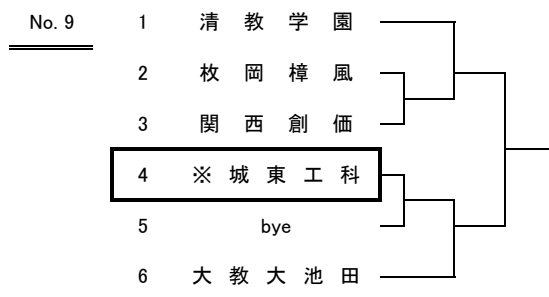 No. 9 1 清教学園
2 枚岡樟風
3 関西創価
4 ※城東工科
5 bye
6 大教大池田